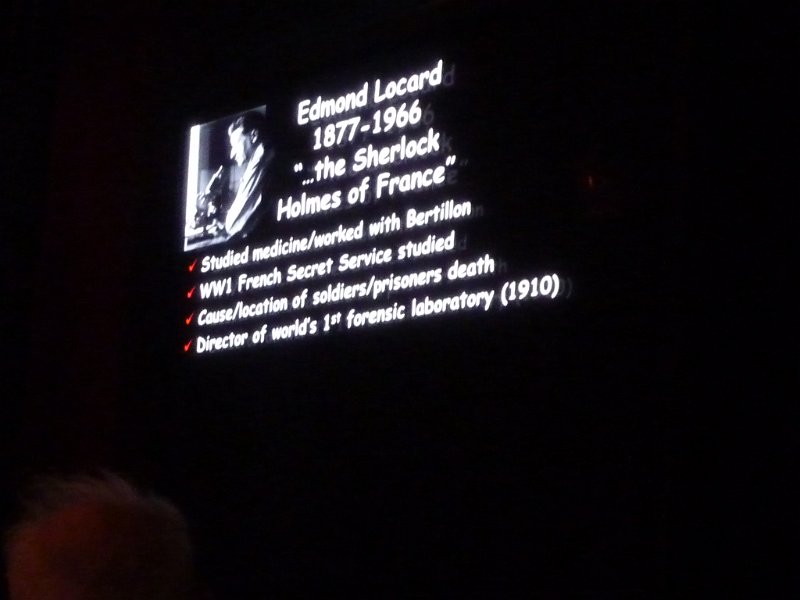 Edmond Locard
1877-1966
"...the Sherlock
Holmes of France"
✓ Studied medicine/worked with Bertillon
✓ WW1 French Secret Service studied
✓ Cause/location of soldiers/prisoners death
✓ Director of world's 1st forensic laboratory (1910)